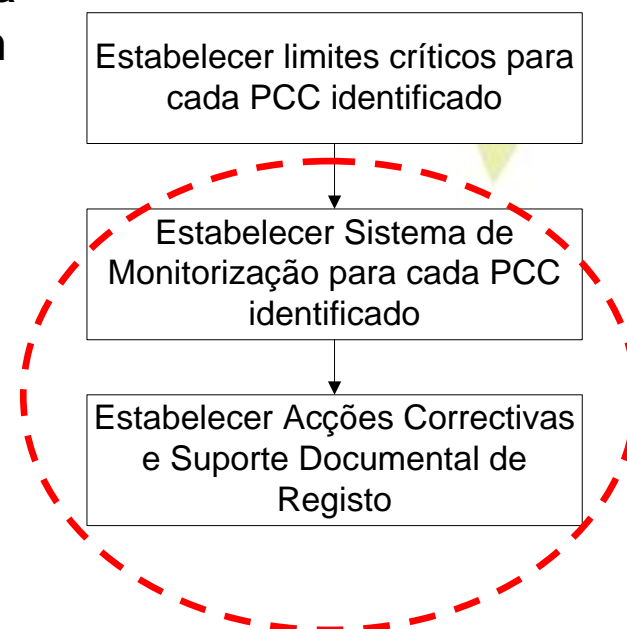 Estabelecer limites críticos para
cada PCC identificado
Estabelecer Sistema de
Monitorização para cada PCC
identificado
Estabelecer Acções Correctivas
e Suporte Documental de
Registo